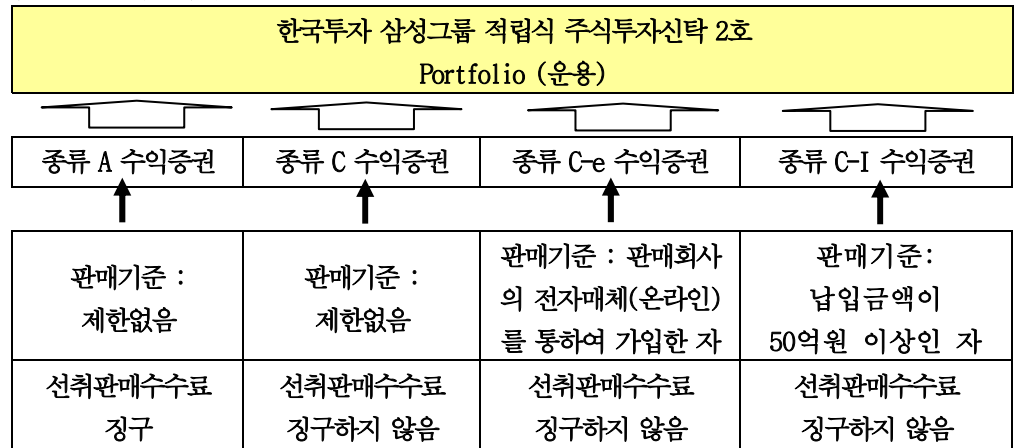 한국투자 삼성그룹 적립식 주식투자신탁 2호
Portfolio (운용)
종류 A 수익증권
종류 C 수익증권
종류 C-e 수익증권
종류 C-I 수익증권
판매기준 :
제한없음
판매기준 :
제한없음
판매기준 : 판매회사
의 전자매체(온라인)
를 통하여 가입한 자
판매기준:
납입금액이
50억원 이상인 자
선취판매수수료
징구
선취판매수수료
징구하지 않음
선취판매수수료
징구하지 않음
선취판매수수료
징구하지 않음